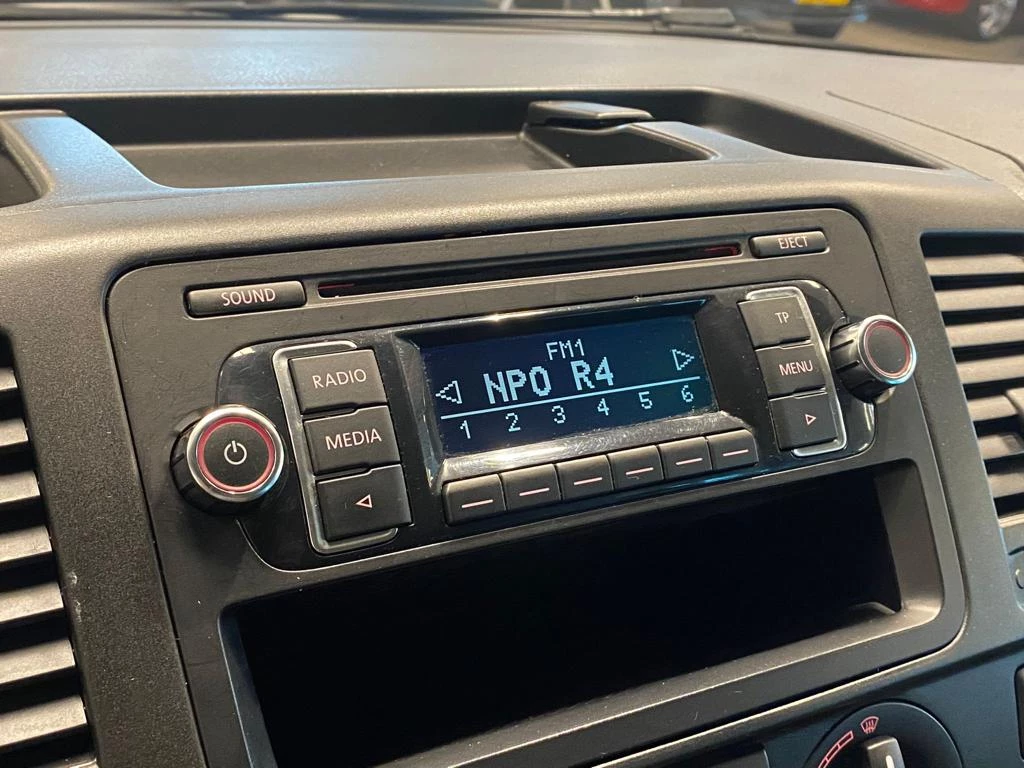 SOUND
EJECT
RADIO
MEDIA
FM1
NPO R4
1 2 3 4 5 6
TP
MENU